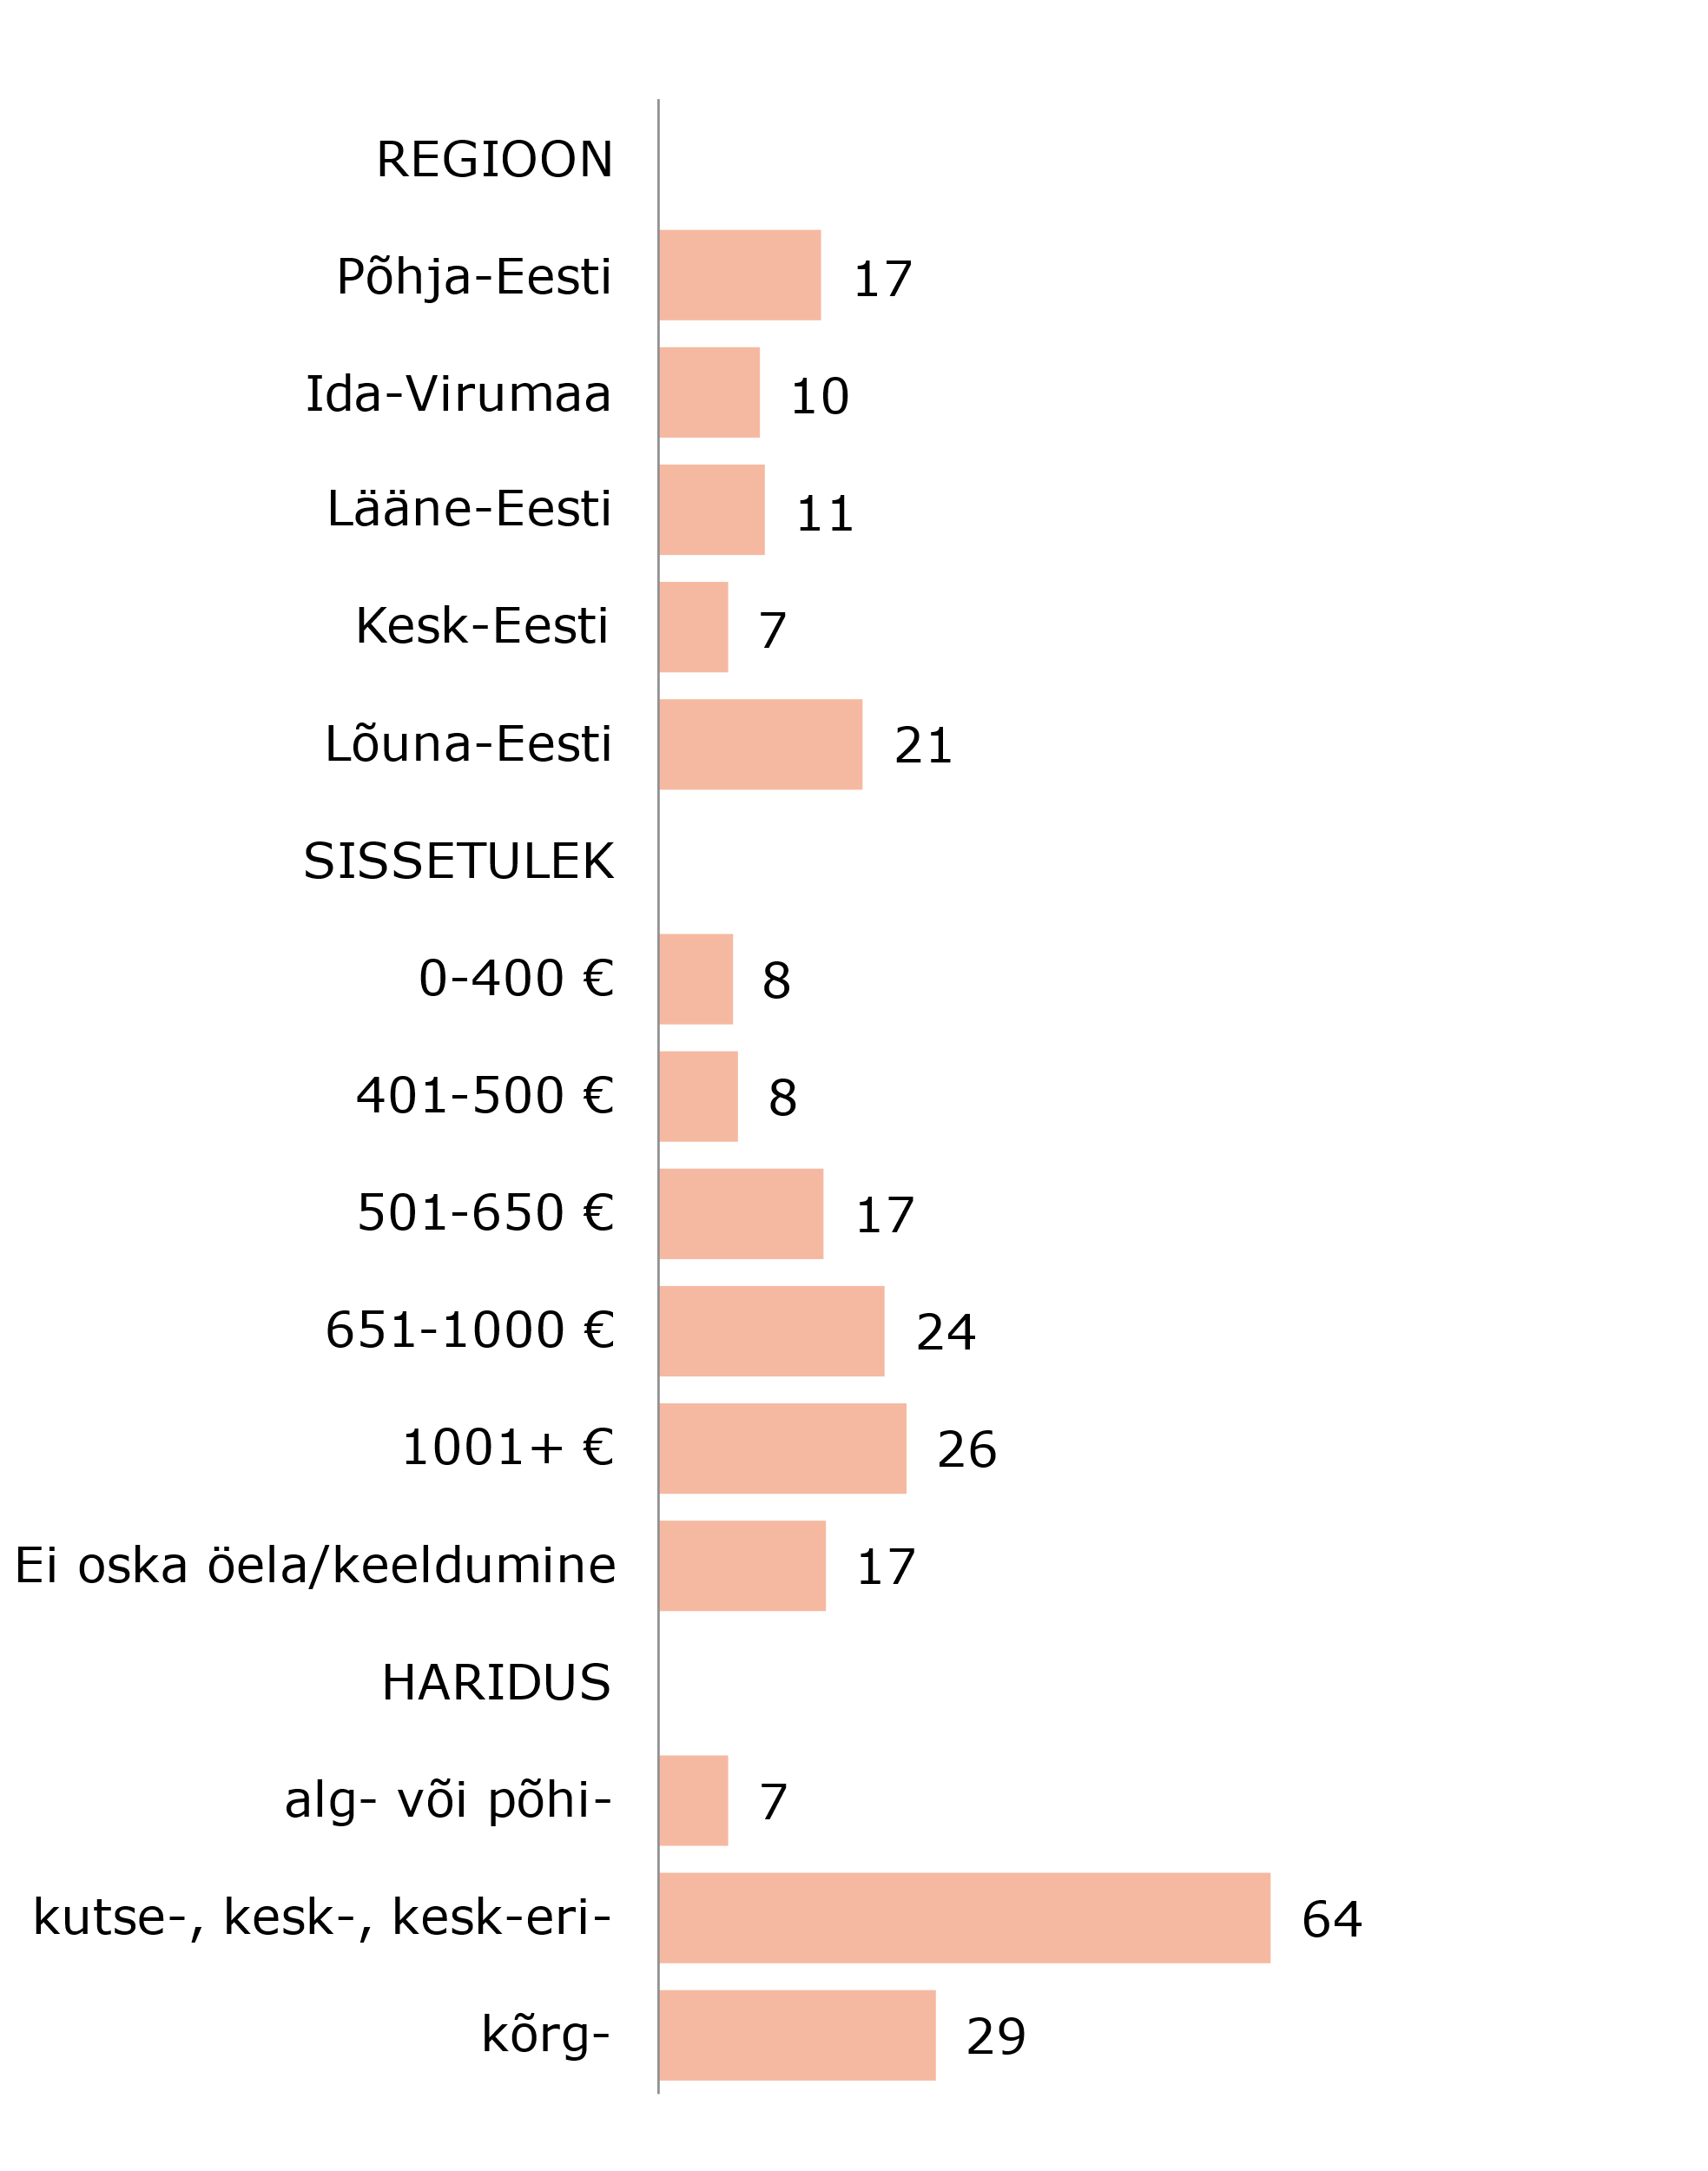 REGIOON
Põhja-Eesti 17
Ida-Virumaa 10
Lääne-Eesti 11
Kesk-Eesti 7
Lõuna-Eesti 21
SISSETULEK
0-400 € 8
401-500 € 8
501-650 € 17
651-1000 € 24
1001+ € 26
Ei oska öela/keeldumine 17
HARIDUS
alg- või põhi- 7
kutse-, kesk-, kesk-eri- 64
kõrg- 29